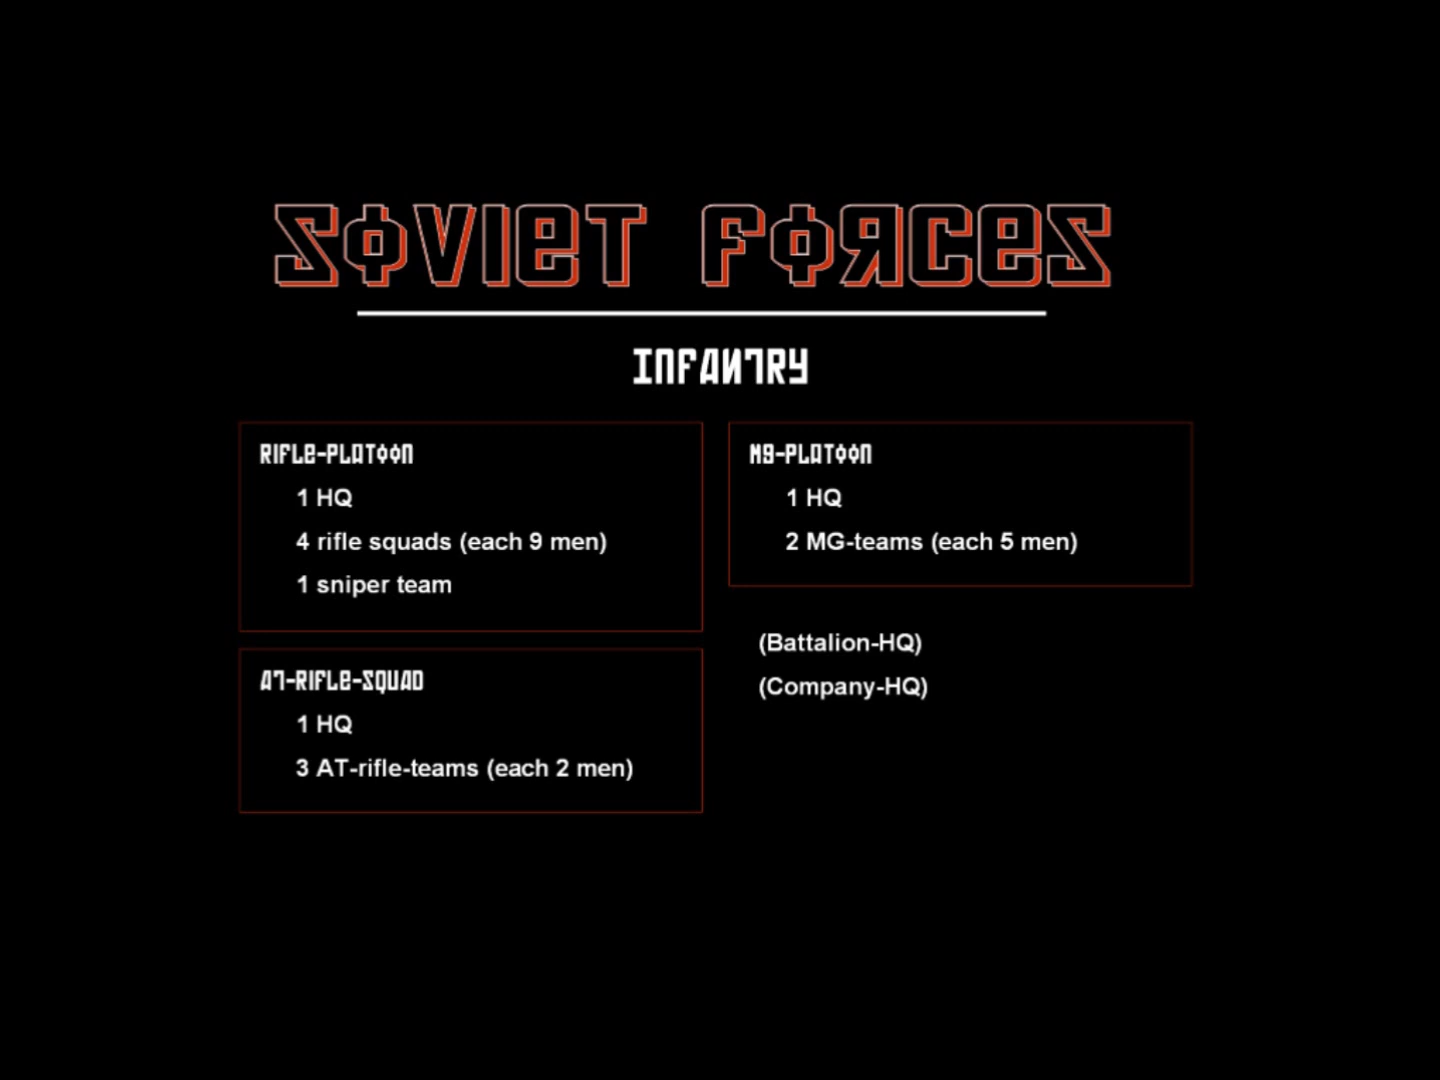 SOVIET FORCES
INFANTRY
RIFLE-PLATOON
1 HQ
4 rifle squads (each 9 men)
1 sniper team
AT-RIFLE-SQUAD
1 HQ
3 AT-rifle-teams (each 2 men)
MG-PLATOON
1 HQ
2 MG-teams (each 5 men)
(Battalion-HQ)
(Company-HQ)